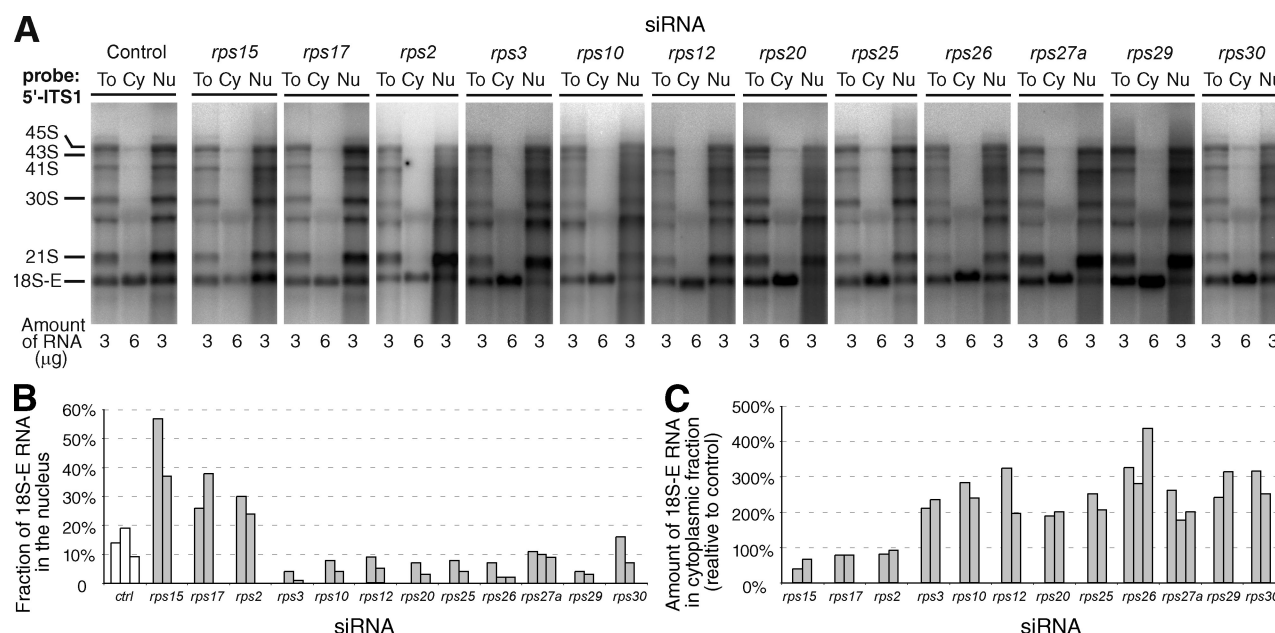 A
siRNA
Control rps15 rps17 rps2 rps3 rps10 rps12 rps20 rps25 rps26 rps27a rps29 rps30
probe: To Cy Nu To Cy Nu To Cy Nu To Cy Nu To Cy Nu To Cy Nu To Cy Nu To Cy Nu To Cy Nu To Cy Nu To Cy Nu To Cy Nu To Cy Nu
5'-ITS1
45S
43S
41S
30S
21S
18S-E
Amount
of RNA 3 6 3 3 6 3 3 6 3 3 6 3 3 6 3 3 6 3 3 6 3 3 6 3 3 6 3 3 6 3 3 6 3 3 6 3 3 6 3
(µg)
B
Fraction of 18S-E RNA
in the nucleus
60%
50%
40%
30%
20%
10%
0
ctrl rps15 rps17 rps2 rps3 rps10 rps12 rps20 rps25 rps26 rps27a rps29 rps30
siRNA
C
Amount of 18S-E RNA
in cytoplasmic fraction
(realtive to control)
500%
400%
300%
200%
100%
0%
rps15 rps17 rps2 rps3 rps10 rps12 rps20 rps25 rps26 rps27a rps29 rps30
siRNA